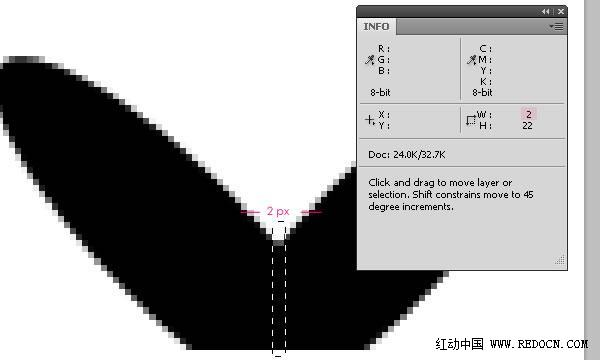 INFO
R :
G :
B :
8-bit
C :
M :
Y :
K :
8-bit
X :
Y :
W : 2
H : 22
Doc: 24.0K/32.7K
Click and drag to move layer or
selection. Shift constrains move to 45
degree increments.
2 px
红动中国 WWW.REDOCN.COM